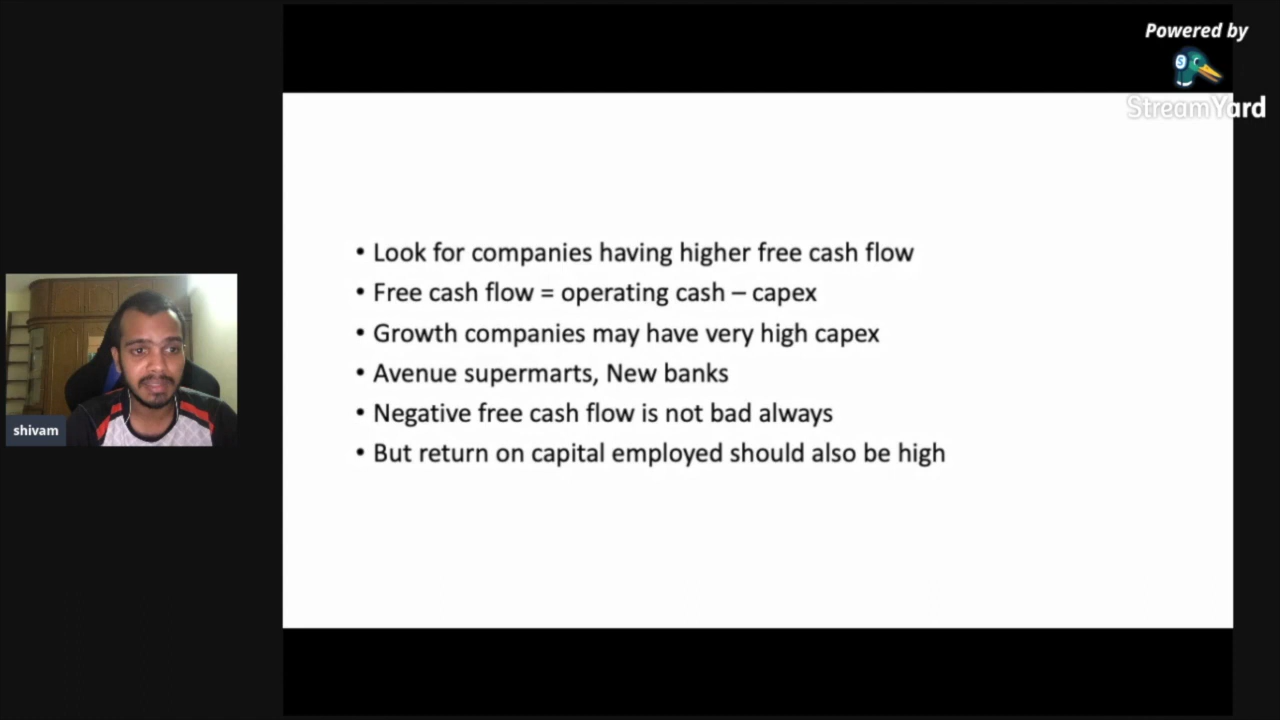 Powered by
StreamYard
• Look for companies having higher free cash flow
• Free cash flow = operating cash – capex
• Growth companies may have very high capex
• Avenue supermarts, New banks
• Negative free cash flow is not bad always
• But return on capital employed should also be high
shivam